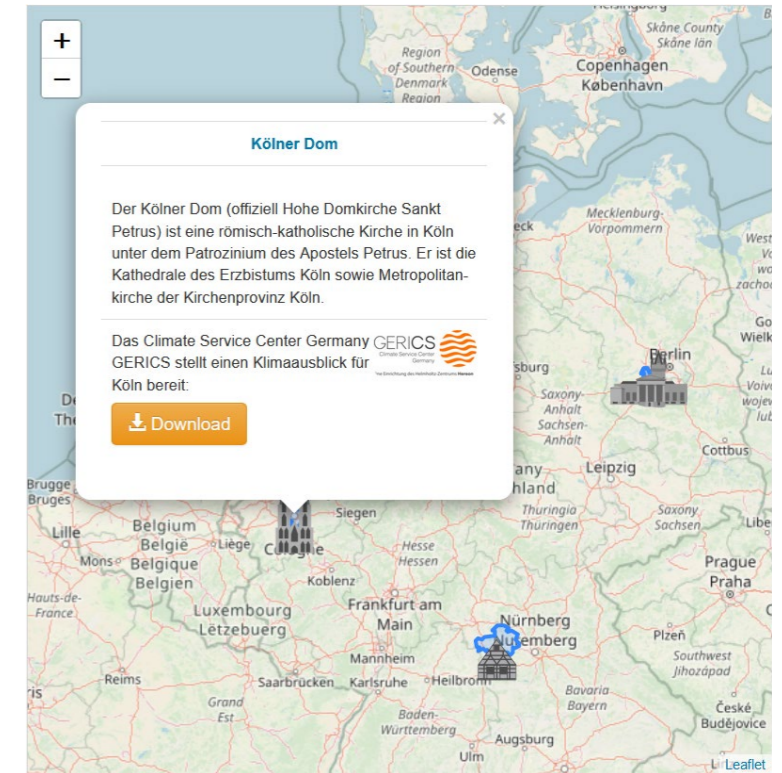 +
−
×
Kölner Dom
Der Kölner Dom (offiziell Hohe Domkirche Sankt
Petrus) ist eine römisch-katholische Kirche in Köln
unter dem Patrozinium des Apostels Petrus. Er ist die
Kathedrale des Erzbistums Köln sowie Metropolitan-
kirche der Kirchenprovinz Köln.
Das Climate Service Center Germany
GERICS stellt einen Klimaausblick für
Köln bereit:
GERICS
Climate Service Center
Germany
Download
Skåne County
Skåne län
Region
of Southern
Denmark
Region
Odense
Copenhagen
København
Mecklenburg-
Vorpommern
Berlin
Saxony-
Anhalt
Sachsen-
Anhalt
Cottbus
Leipzig
Brugge
Bruges
Siegen
Thuringia
Thüringen
Saxony
Sachsen
Lille
Belgium
België
Belgique
Belgien
Liège
Mons
Hesse
Hessen
Prague
Praha
Koblenz
Hauts-de-
France
Luxembourg
Lëtzebuerg
Frankfurt am
Main
Nürnberg
Plzeň
Mannheim
Southwest
Jihozápad
Reims
Saarbrücken
Karlsruhe
Grand
Est
Bavaria
Bayern
České
Budějovice
Baden-
Württemberg
Augsburg
Ulm
Leaflet